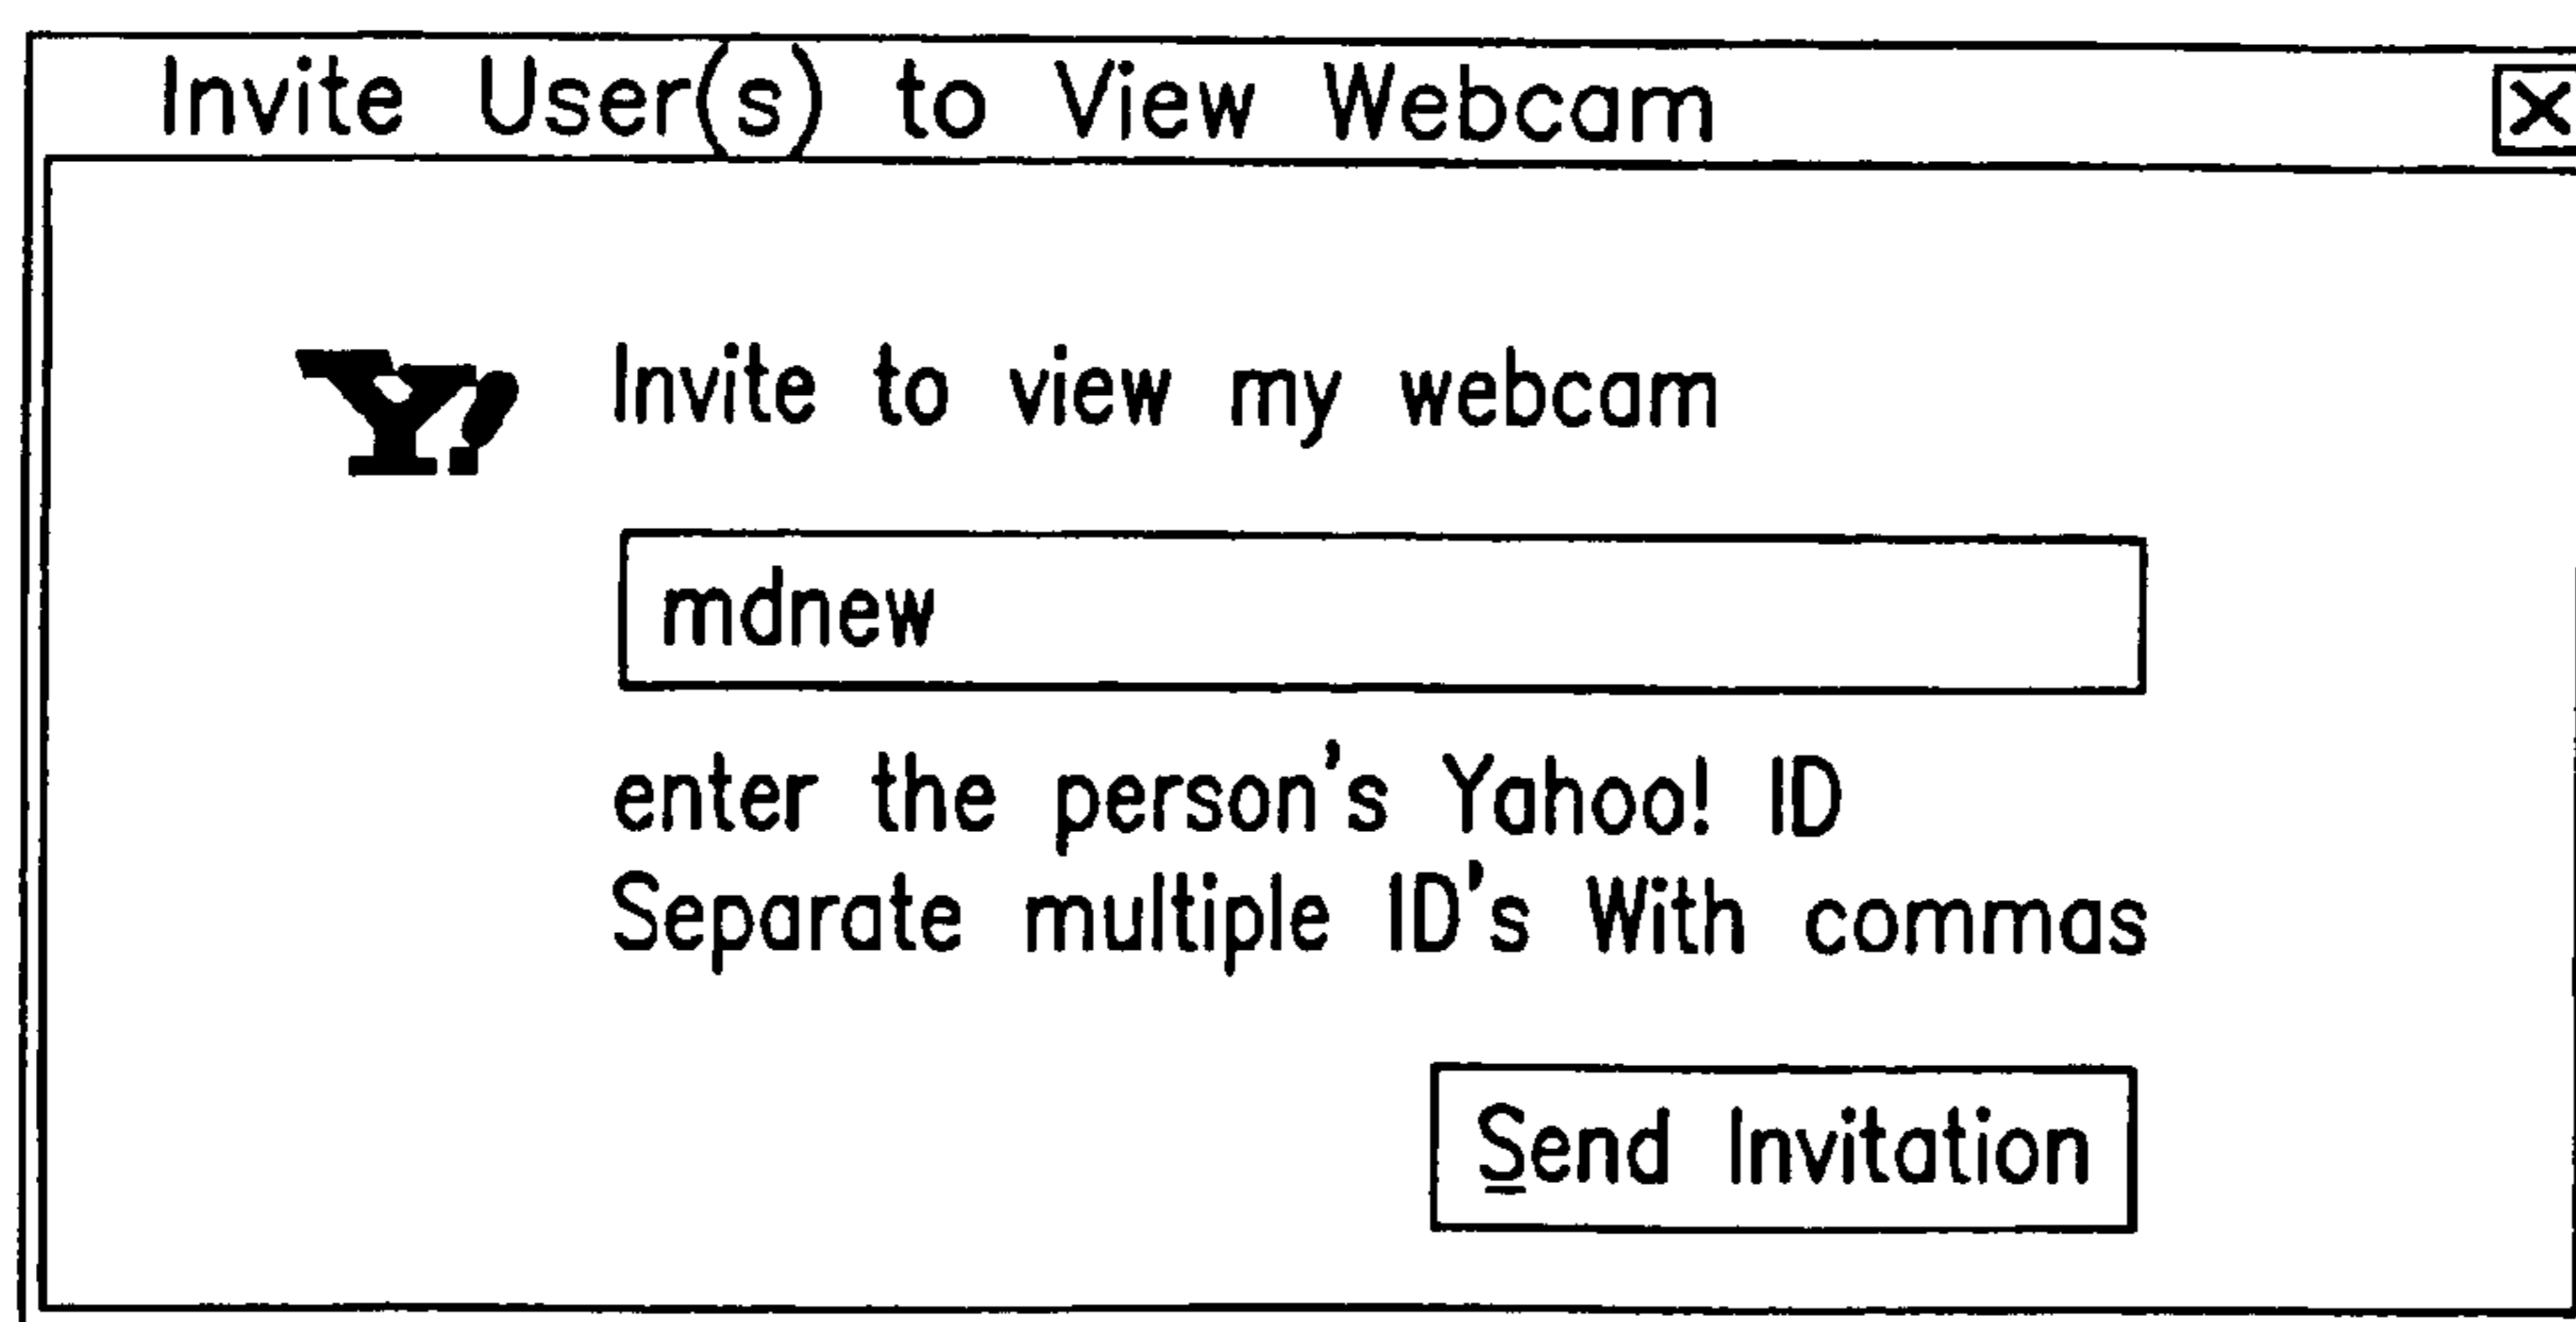 Invite User(s) to View Webcam
Y! Invite to view my webcam
mdnew
enter the person's Yahoo! ID
Separate multiple ID's With commas
Send Invitation